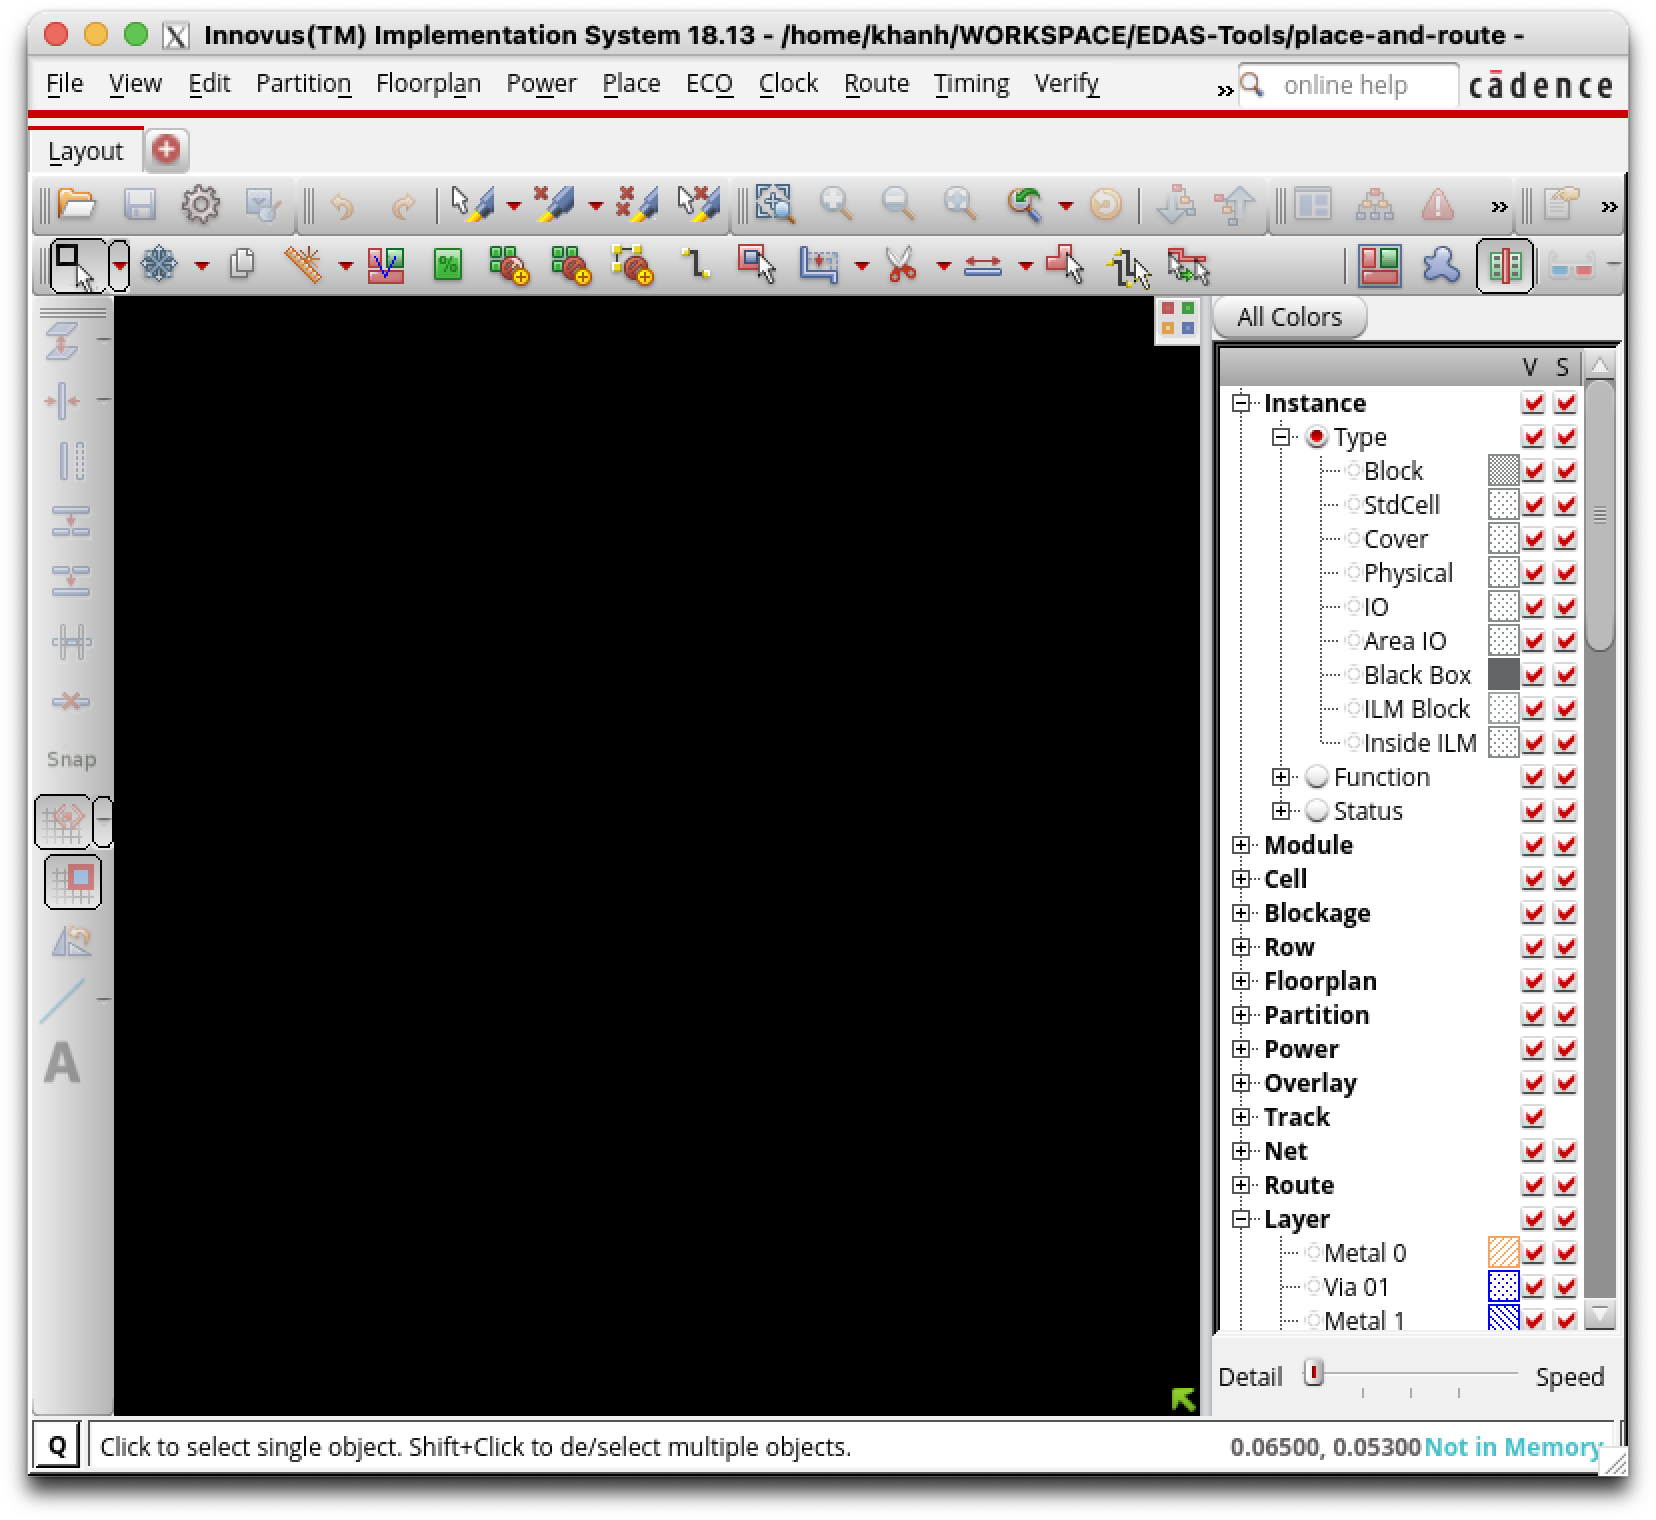 Innovus(TM) Implementation System 18.13 - /home/khanh/WORKSPACE/EDAS-Tools/place-and-route -
File View Edit Partition Floorplan Power Place ECO Clock Route Timing Verify » online help cādence
Layout
» »
%
All Colors
V S
Instance
Type
Block
StdCell
Cover
Physical
IO
Area IO
Black Box
ILM Block
Inside ILM
Function
Status
Module
Cell
Blockage
Row
Floorplan
Partition
Power
Overlay
Track
Net
Route
Layer
Metal 0
Via 01
Metal 1
Snap
A
Detail Speed
Q Click to select single object. Shift+Click to de/select multiple objects. 0.06500, 0.05300 Not in Memory